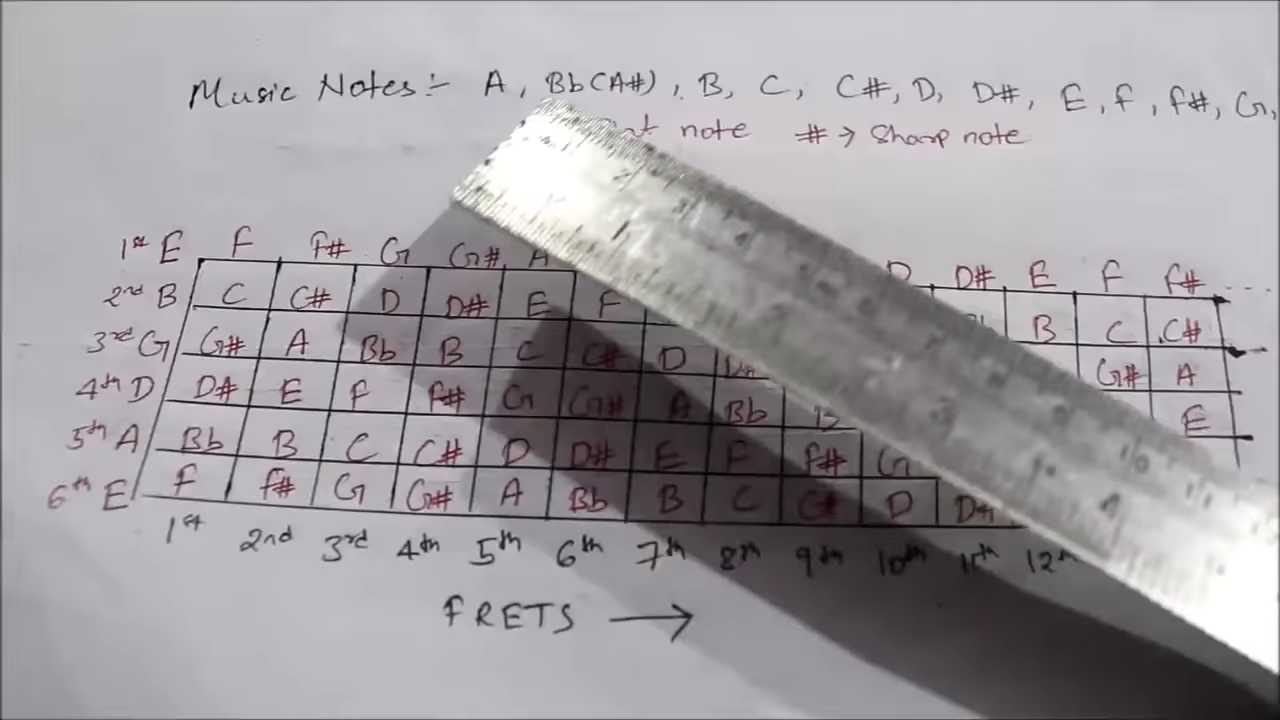 Music Notes:- A, Bb(A#), B, C, C#, D, D#, E, F, F#, G,
note # → Sharp note
1st E F F# G G# A D D# E F F# ....
2nd B C C# D D# E F B C C#
3rd G G# A Bb B C C# D G# A
4th D D# E F F# G G# A Bb B E
5th A Bb B C C# D D# E F F# G
6th E F F# G G# A Bb B C C# D D#
1st 2nd 3rd 4th 5th 6th 7th 8th 9th 10th 11th
FRETS →